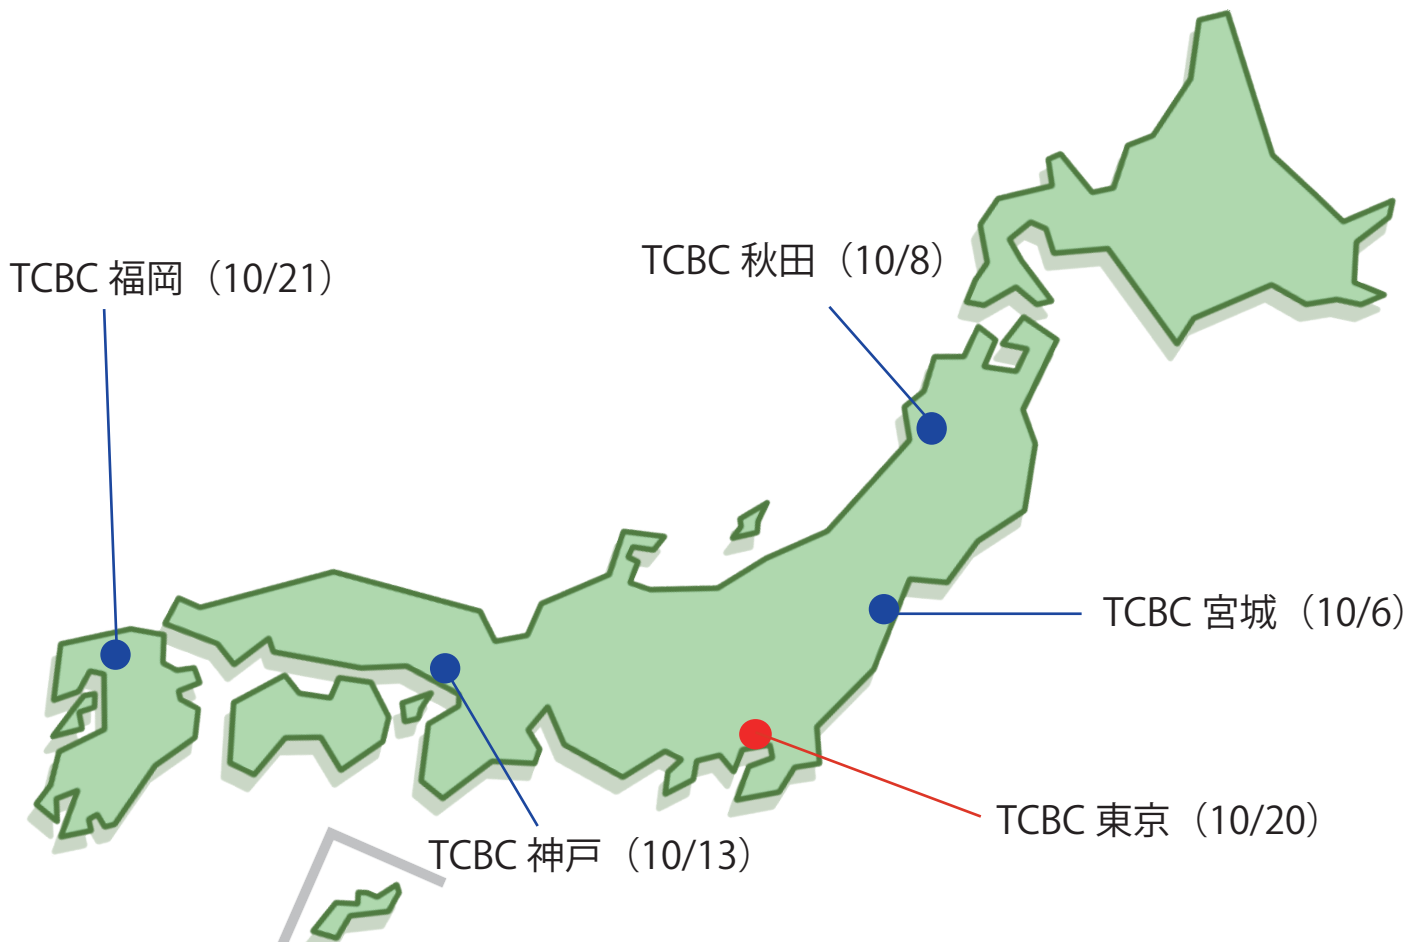 TCBC 秋田（10/8）
TCBC 福岡（10/21）
TCBC 宮城（10/6）
TCBC 東京（10/20）
TCBC 神戸（10/13）